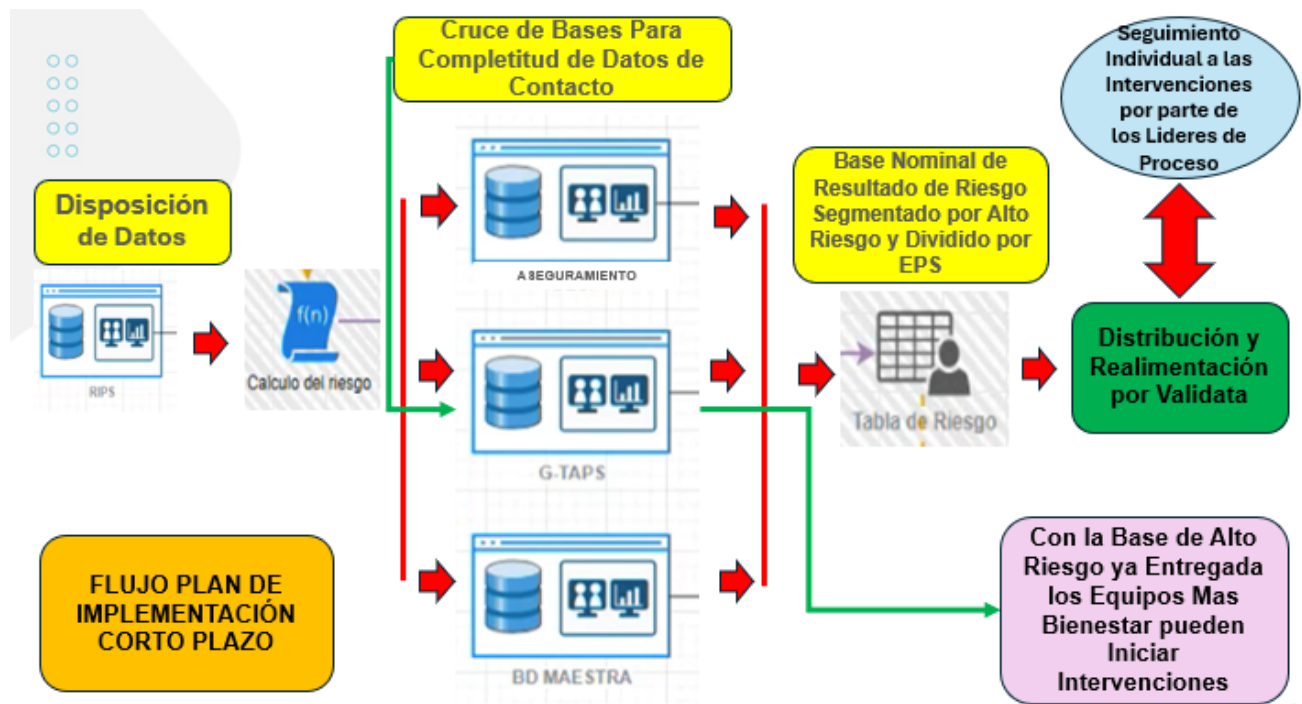 Cruce de Bases Para
Completitud de Datos de
Contacto
Seguimiento
Individual a las
Intervenciones
por parte de
los Lideres de
Proceso
Disposición
de Datos
Base Nominal de
Resultado de Riesgo
Segmentado por Alto
Riesgo y Dividido por
EPS
ASEGURAMIENTO
RIPS
f(n)
Calculo del riesgo
G-TAPS
Tabla de Riesgo
Distribución y
Realimentación
por Validata
FLUJO PLAN DE
IMPLEMENTACIÓN
CORTO PLAZO
BD MAESTRA
Con la Base de Alto
Riesgo ya Entregada
los Equipos Mas
Bienestar pueden
Iniciar
Intervenciones